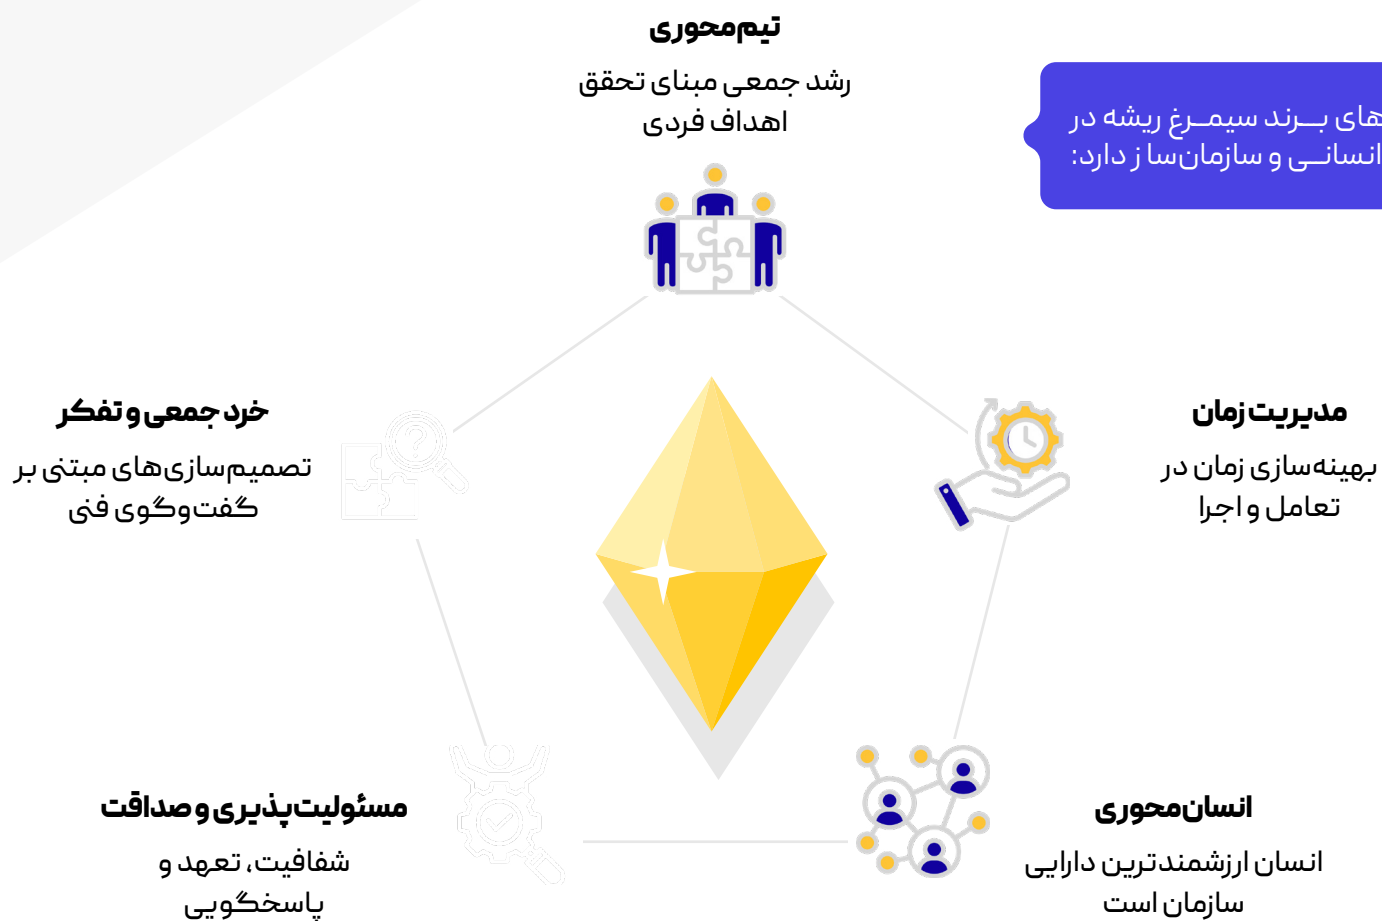 تیم‌محوری
رشد جمعی مبنای تحقق
اهداف فردی
های بـــرند سیمـــرغ ریشه در
انسانـــی و سازمان‌سا ز دارد:
مدیریت زمان
بهینه‌سازی زمان در
تعامل و اجرا
خرد جمعی و تفکر
تصمیم‌سازی‌های مبتنی بر
گفت‌وگوی فنی
انسان‌محوری
انسان ارزشمندترین دارایی
سازمان است
مسئولیت‌پذیری و صداقت
شفافیت، تعهد و
پاسخگویی